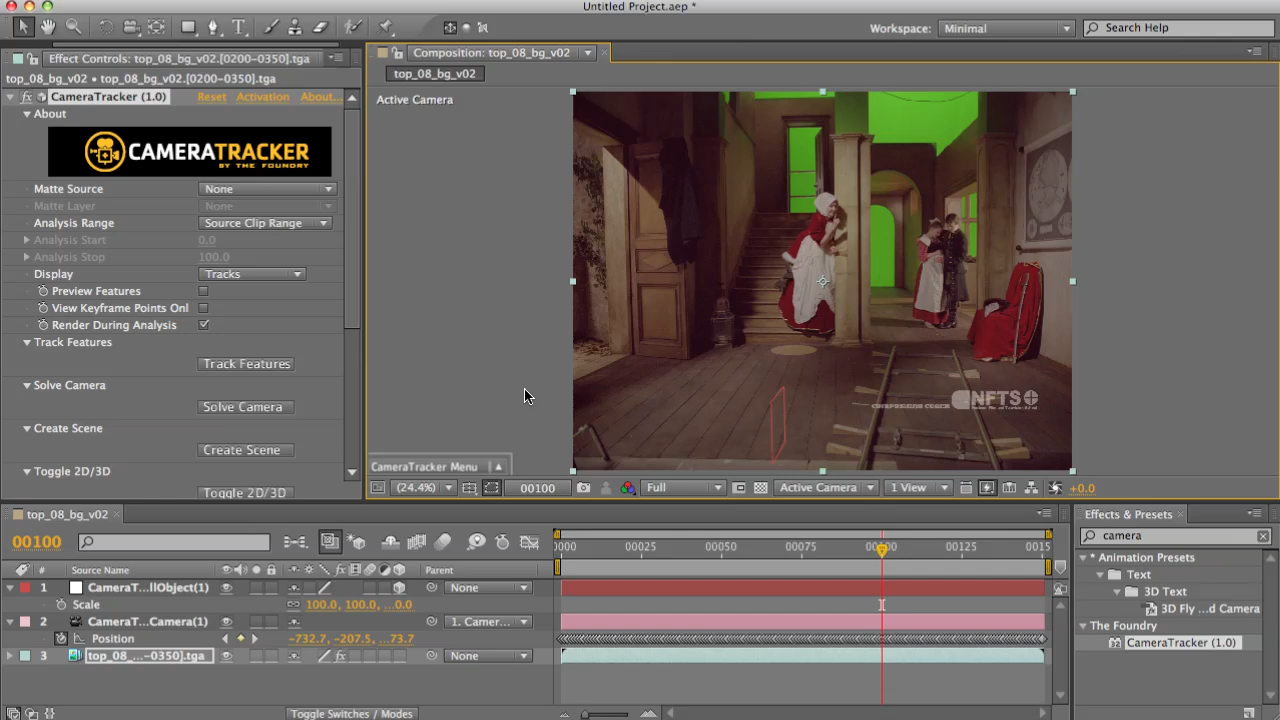 Untitled Project.aep *
Workspace: Minimal
Search Help
Effect Controls: top_08_bg_v02.[0200-0350].tga
top_08_bg_v02 • top_08_bg_v02.[0200-0350].tga
fx CameraTracker (1.0) Reset Activation About...
About
CAMERATRACKER
BY THE FOUNDRY
Matte Source None
Matte Layer None
Analysis Range Source Clip Range
Analysis Start 0.0
Analysis Stop 100.0
Display Tracks
Preview Features
View Keyframe Points Onl
Render During Analysis
Track Features
Track Features
Solve Camera
Solve Camera
Create Scene
Create Scene
Toggle 2D/3D
Toggle 2D/3D
Composition: top_08_bg_v02
top_08_bg_v02
Active Camera
NFTS
CameraTracker Menu
(24.4%) 00100 Full Active Camera 1 View +0.0
top_08_bg_v02
00100
0000 00025 00050 00075 00100 00125 0015
# Source Name Parent
1 CameraT...llObject(1) None
Scale 100.0, 100.0, ...0.0
2 CameraT...Camera(1) 1. Camer...
Position -732.7, -207.5, ...73.7
3 top_08_...-0350].tga fx None
Toggle Switches / Modes
Effects & Presets
camera
* Animation Presets
Text
3D Text
3D Fly ...d Camera
The Foundry
CameraTracker (1.0)